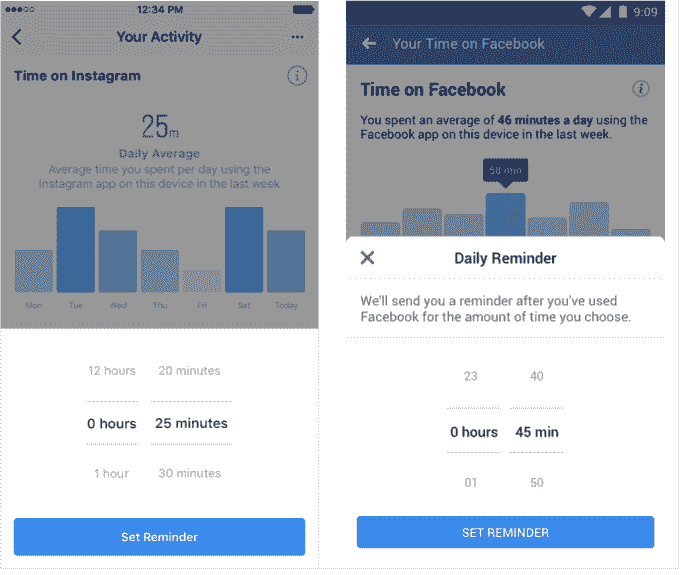 12:34 PM
Your Activity
Time on Instagram
25m
Daily Average
Average time you spent per day using the
Instagram app on this device in the last week
Mon Tue Wed Thu Fri Sat Today
12 hours 20 minutes
0 hours 25 minutes
1 hour 30 minutes
Set Reminder
9:09
Your Time on Facebook
Time on Facebook
You spent an average of 46 minutes a day using the
Facebook app on this device in the last week.
58 min
Daily Reminder
We'll send you a reminder after you've used
Facebook for the amount of time you choose.
23 40
0 hours 45 min
01 50
SET REMINDER